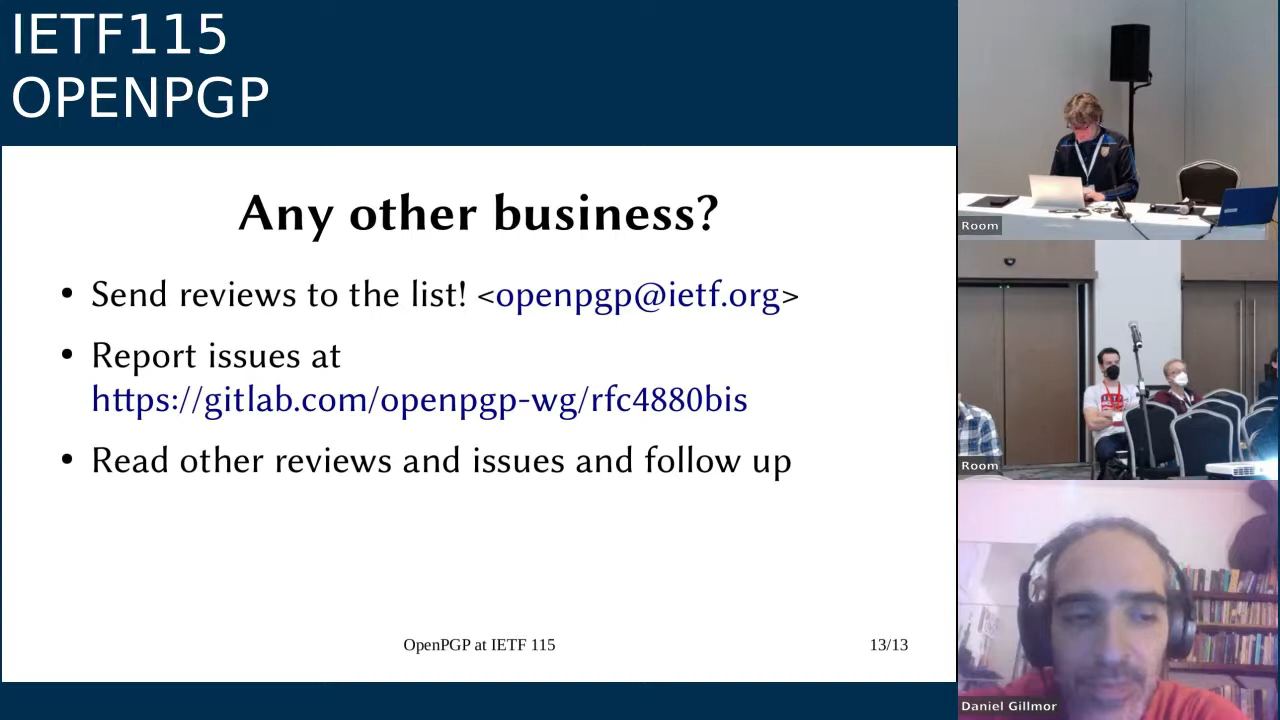 IETF115
OPENPGP
Any other business?
• Send reviews to the list! <openpgp@ietf.org>
• Report issues at
https://gitlab.com/openpgp-wg/rfc4880bis
• Read other reviews and issues and follow up
OpenPGP at IETF 115
13/13
Room
Room
Daniel Gillmor